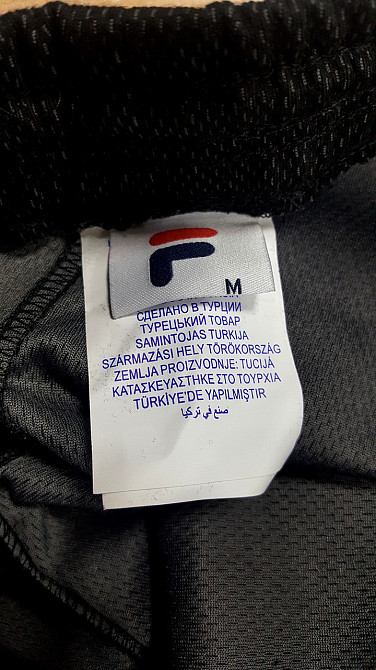 M
СДЕЛАНО В ТУРЦИИ
ТУРЕЦЬКИЙ ТОВАР
SAMINTOJAS TURKIJA
SZÁRMAZÁSI HELY TÖRÖKORSZÁG
ZEMLJA PROIZVODNJE: TUCIJÁ
ΚΑΤΑΣΚΕΥΑΣΤΗΚΕ ΣΤΟ ΤΟΥΡΧΙΑ
TÜRKİYE'DE YAPILMIŞTIR
صنع في تركيا